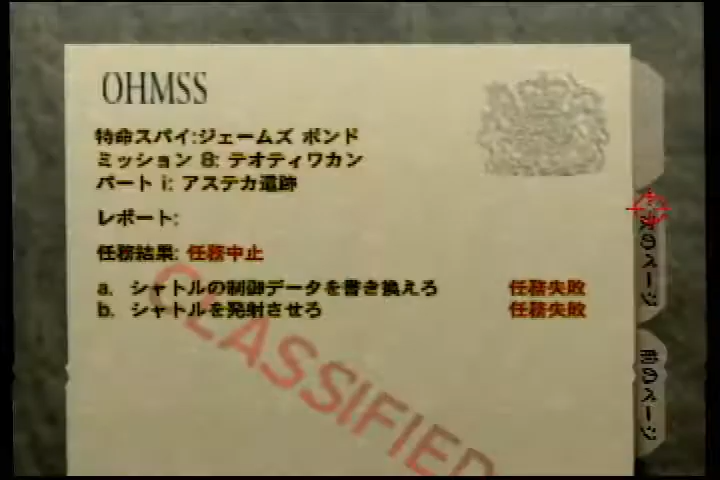 OHMSS
特命スパイ:ジェームズ ボンド
ミッション 8: テオティワカン
パート i: アステカ遺跡
レポート:
任務結果: 任務中止
a. シャトルの制御データを書き換えろ 任務失敗
b. シャトルを発射させろ 任務失敗
CLASSIFIED
次のページ
前のページ